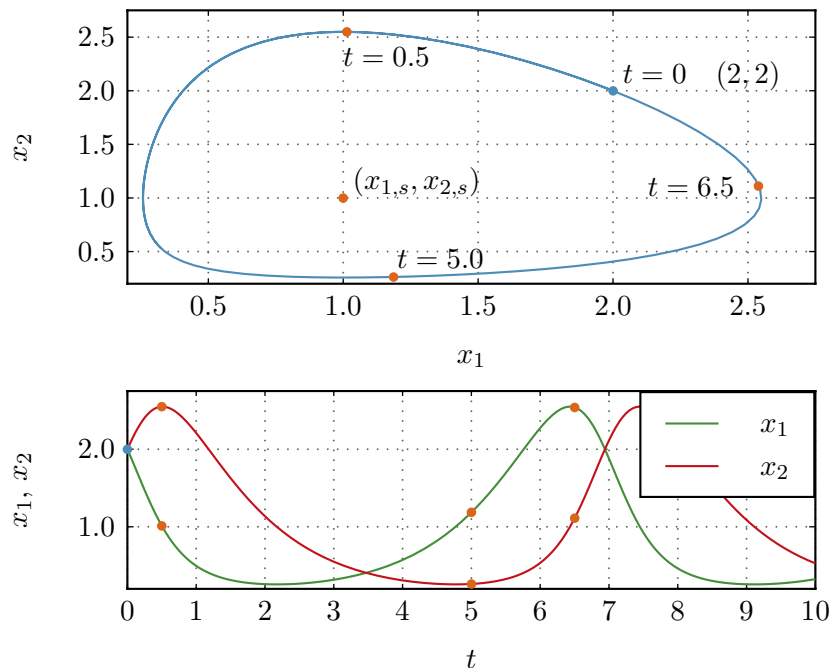 2.5
t = 0.5
t = 0 (2, 2)
2.0
x₂
1.5
(x₁,ₛ, x₂,ₛ)
t = 6.5
1.0
t = 5.0
0.5
0.5 1.0 1.5 2.0 2.5
x₁
x₁
2.0
x₂
x₁, x₂
1.0
0 1 2 3 4 5 6 7 8 9 10
t